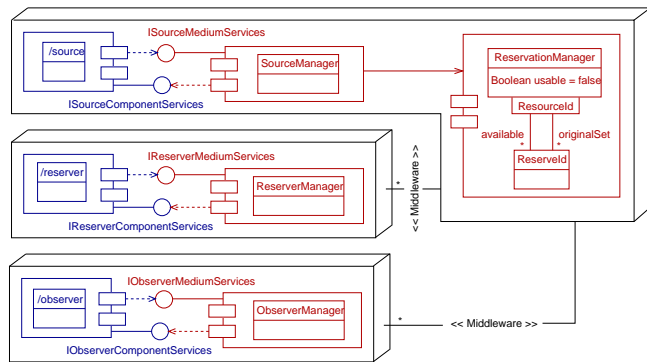 ISourceMediumServices
/source
SourceManager
ISourceComponentServices
ReservationManager
Boolean usable = false
ResourceId
available
originalSet
*
*
ReserveId
IReserverMediumServices
/reserver
ReserverManager
IReserverComponentServices
*
<< Middleware >>
IObserverMediumServices
/observer
ObserverManager
IObserverComponentServices
*
<< Middleware >>